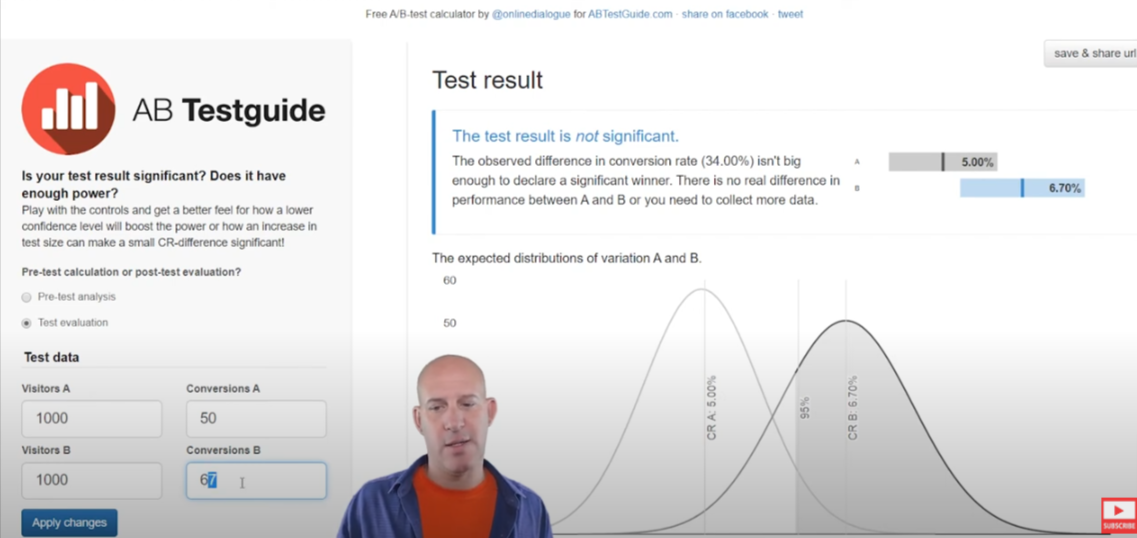 Free A/B-test calculator by @onlinedialogue for ABTestGuide.com · share on facebook · tweet
save & share url
AB Testguide
Is your test result significant? Does it have
enough power?
Play with the controls and get a better feel for how a lower
confidence level will boost the power or how an increase in
test size can make a small CR-difference significant!
Pre-test calculation or post-test evaluation?
Pre-test analysis
Test evaluation
Test data
Visitors A
Conversions A
1000
50
Visitors B
Conversions B
1000
67
Apply changes
Test result
The test result is not significant.
The observed difference in conversion rate (34.00%) isn't big
enough to declare a significant winner. There is no real difference in
performance between A and B or you need to collect more data.
A
5.00%
B
6.70%
The expected distributions of variation A and B.
60
50
CR A: 5.00%
95%
CR B: 6.70%
SUBSCRIBE